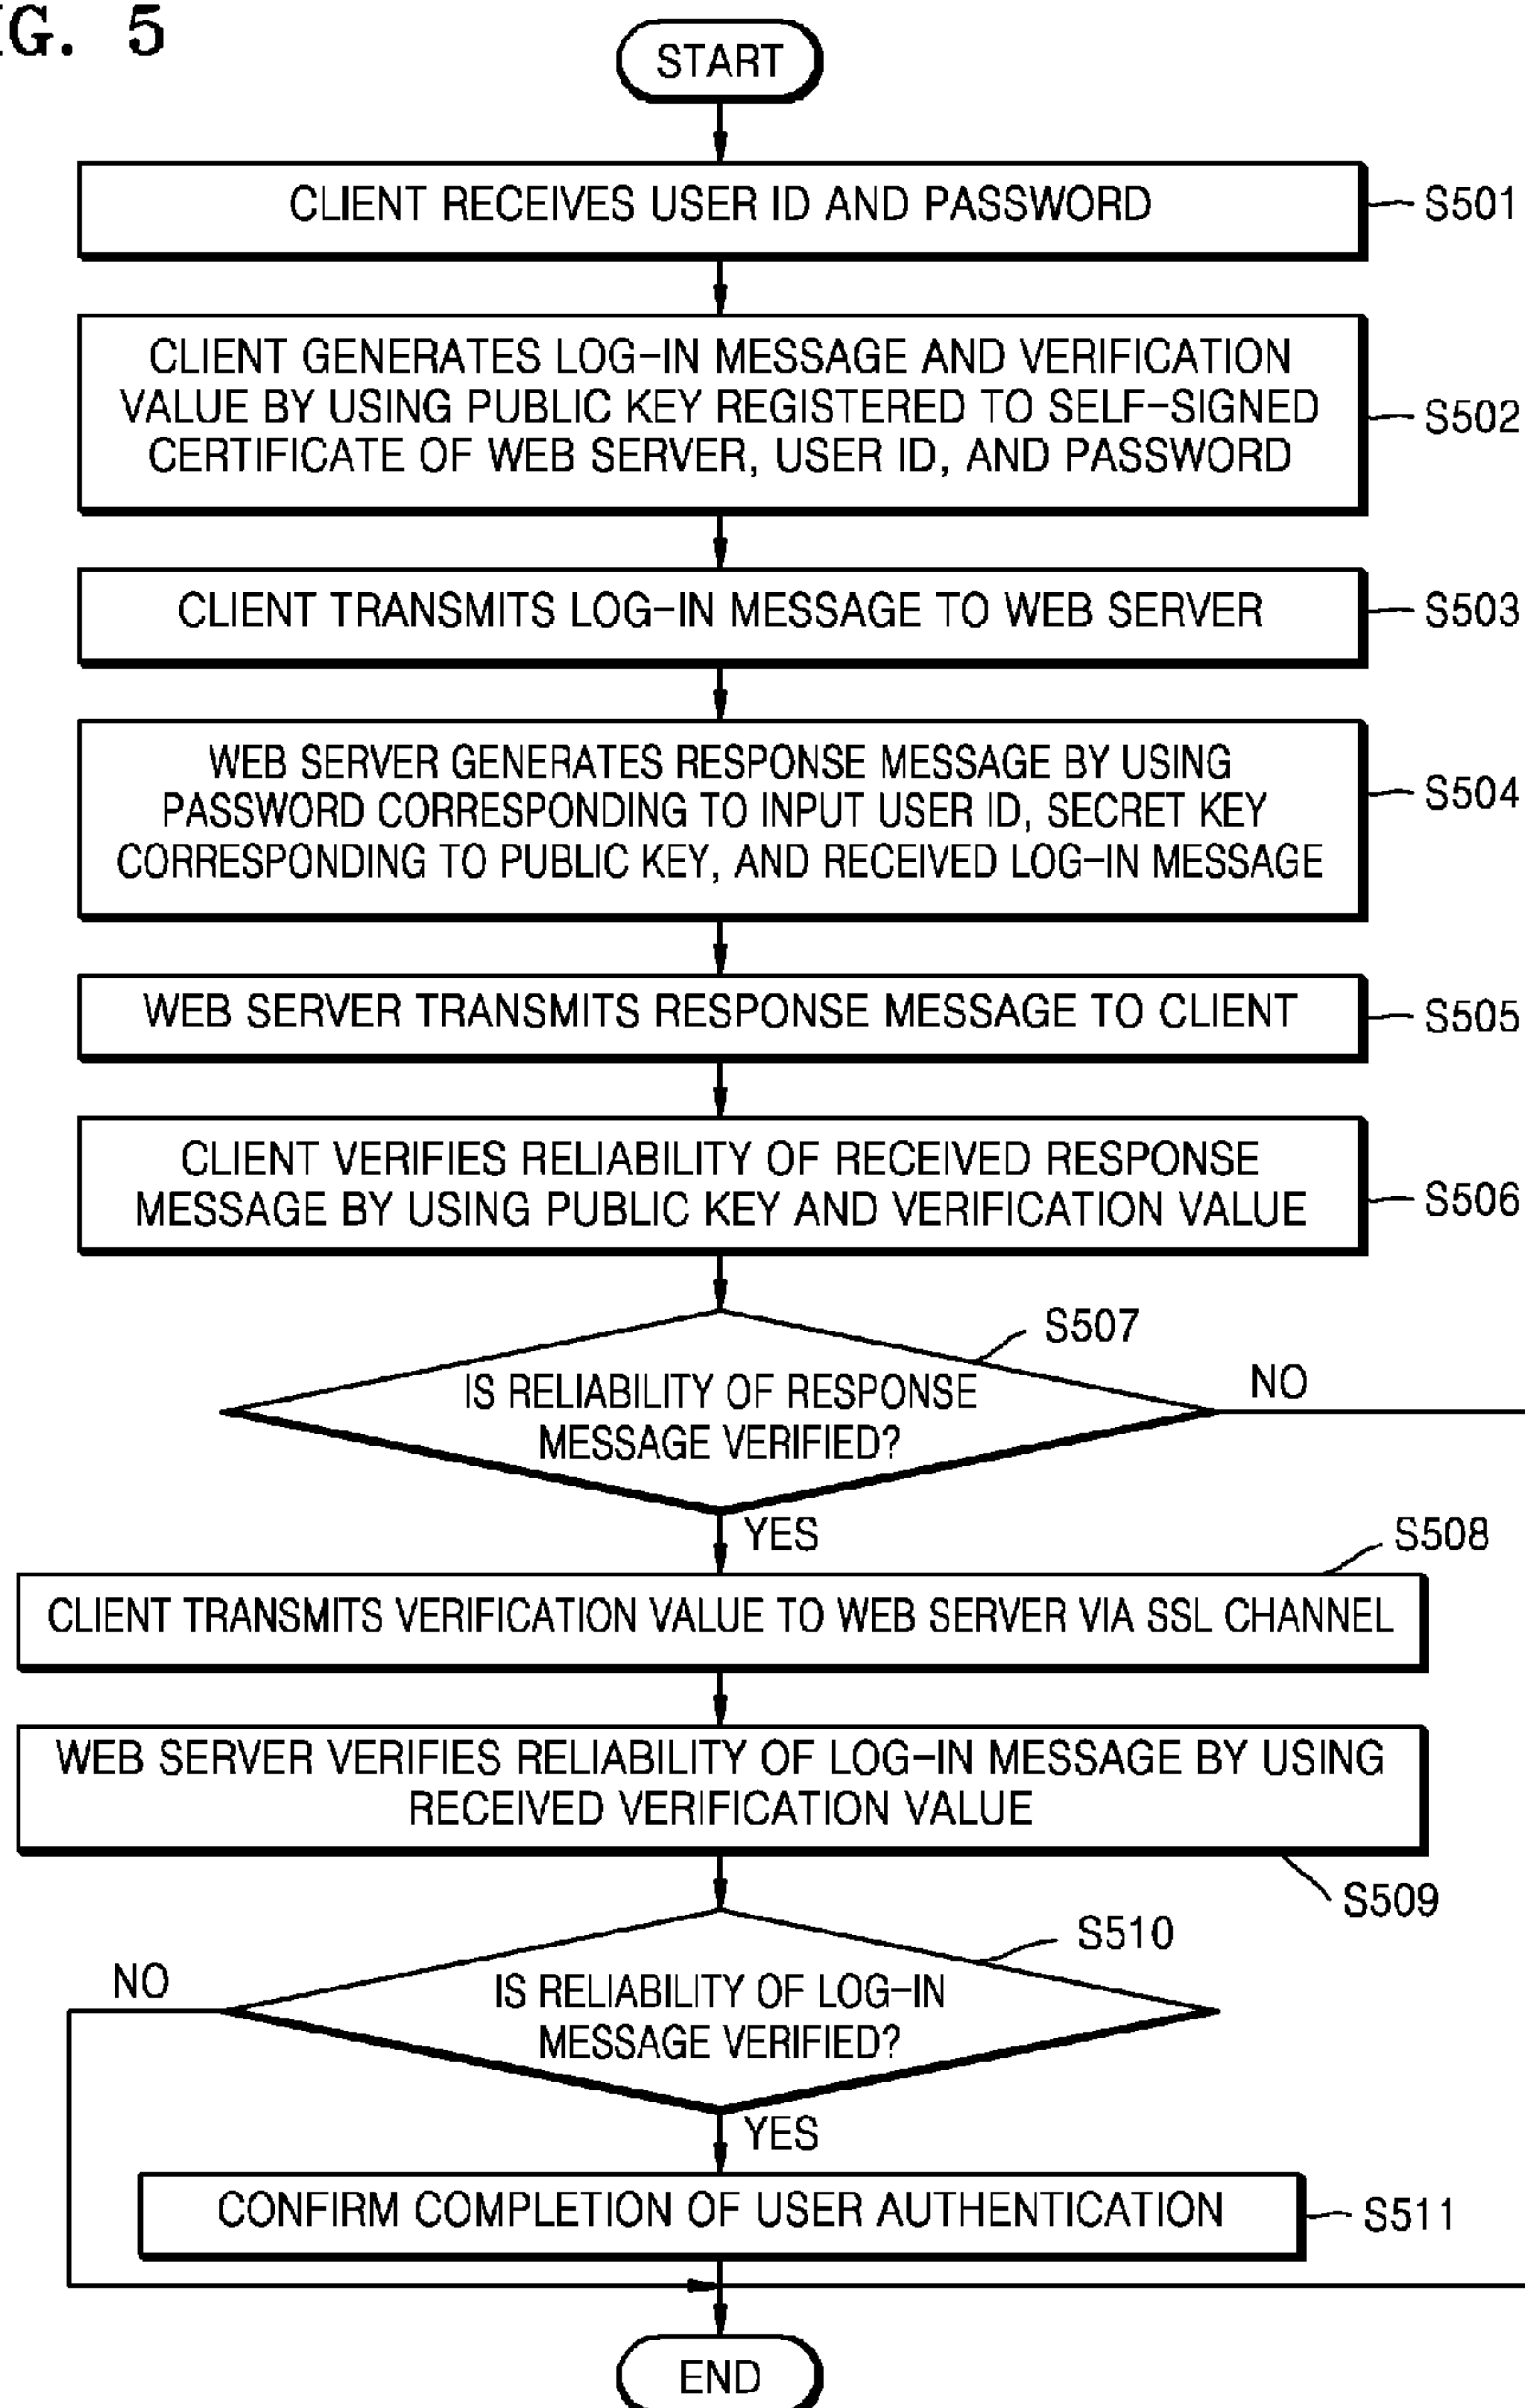 IG. 5
START
CLIENT RECEIVES USER ID AND PASSWORD
S501
CLIENT GENERATES LOG-IN MESSAGE AND VERIFICATION
VALUE BY USING PUBLIC KEY REGISTERED TO SELF-SIGNED
CERTIFICATE OF WEB SERVER, USER ID, AND PASSWORD
S502
CLIENT TRANSMITS LOG-IN MESSAGE TO WEB SERVER
S503
WEB SERVER GENERATES RESPONSE MESSAGE BY USING
PASSWORD CORRESPONDING TO INPUT USER ID, SECRET KEY
CORRESPONDING TO PUBLIC KEY, AND RECEIVED LOG-IN MESSAGE
S504
WEB SERVER TRANSMITS RESPONSE MESSAGE TO CLIENT
S505
CLIENT VERIFIES RELIABILITY OF RECEIVED RESPONSE
MESSAGE BY USING PUBLIC KEY AND VERIFICATION VALUE
S506
S507
IS RELIABILITY OF RESPONSE
MESSAGE VERIFIED?
NO
YES
S508
CLIENT TRANSMITS VERIFICATION VALUE TO WEB SERVER VIA SSL CHANNEL
WEB SERVER VERIFIES RELIABILITY OF LOG-IN MESSAGE BY USING
RECEIVED VERIFICATION VALUE
S509
S510
NO
IS RELIABILITY OF LOG-IN
MESSAGE VERIFIED?
YES
CONFIRM COMPLETION OF USER AUTHENTICATION
S511
END